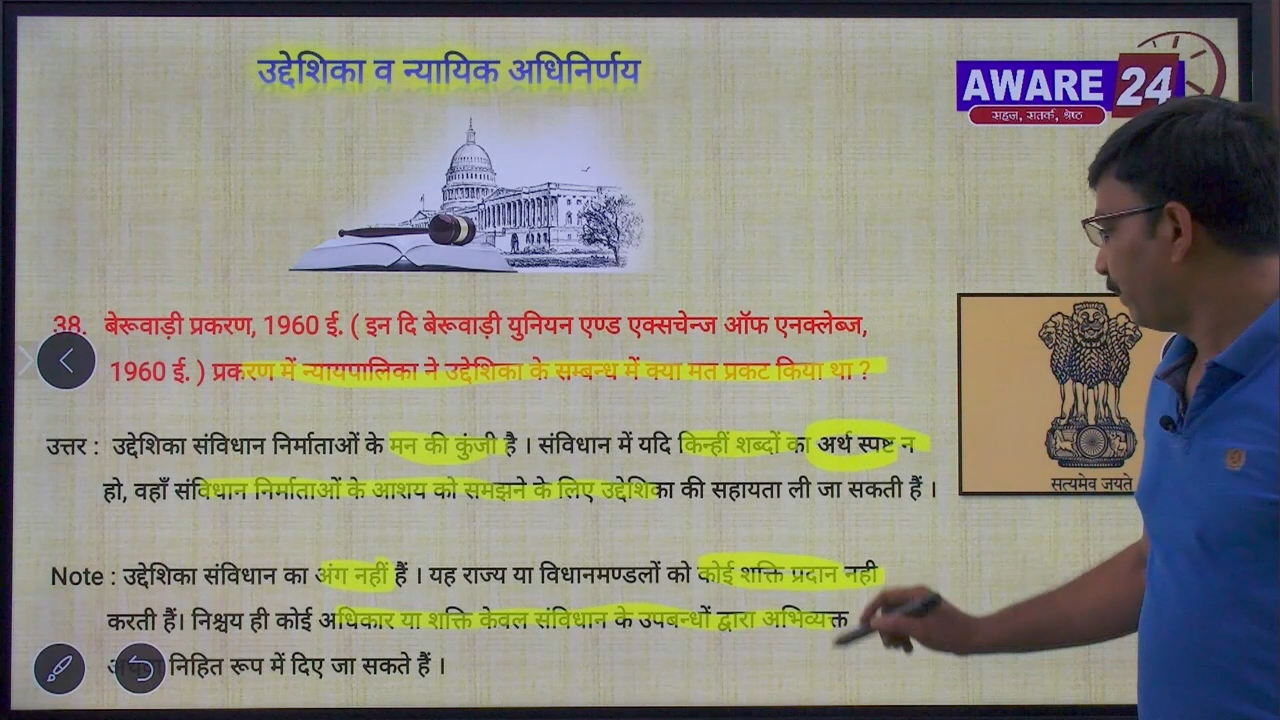 उद्देशिका व न्यायिक अधिनिर्णय
AWARE 24
सहज, सतर्क, श्रेष्ठ
38. बेरूवाड़ी प्रकरण, 1960 ई. ( इन दि बेरूवाड़ी युनियन एण्ड एक्सचेन्ज ऑफ एनक्लेब्ज,
1960 ई. ) प्रकरण में न्यायपालिका ने उद्देशिका के सम्बन्ध में क्या मत प्रकट किया था ?
उत्तर : उद्देशिका संविधान निर्माताओं के मन की कुंजी है । संविधान में यदि किन्हीं शब्दों का अर्थ स्पष्ट न
हो, वहाँ संविधान निर्माताओं के आशय को समझने के लिए उद्देशिका की सहायता ली जा सकती हैं ।
सत्यमेव जयते
Note : उद्देशिका संविधान का अंग नहीं हैं । यह राज्य या विधानमण्डलों को कोई शक्ति प्रदान नही
करती हैं। निश्चय ही कोई अधिकार या शक्ति केवल संविधान के उपबन्धों द्वारा अभिव्यक्त
निहित रूप में दिए जा सकते हैं ।